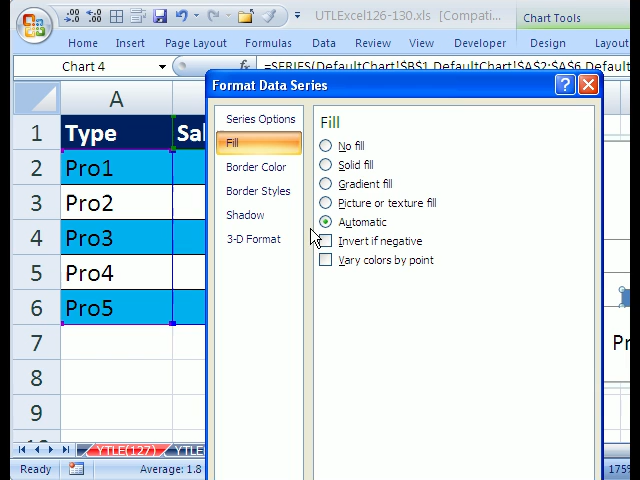 UTLExcel126-130.xls [Compatia...
Chart Tools
Home Insert Page Layout Formulas Data Developer Design Layout
Chart 4
=SERIES(DefaultChart!$B$1,DefaultChart!$A$2:$A$6,Default
Format Data Series
A
1 Type Sal
2 Pro1
3 Pro2
4 Pro3
5 Pro4
6 Pro5
7
8
9
10
Series Options
Fill
Border Color
Border Styles
Shadow
3-D Format
Fill
No fill
Solid fill
Gradient fill
Picture or texture fill
Automatic
Invert if negative
Vary colors by point
Pr
YTLE(127)
Ready
Average: 1.8
175%